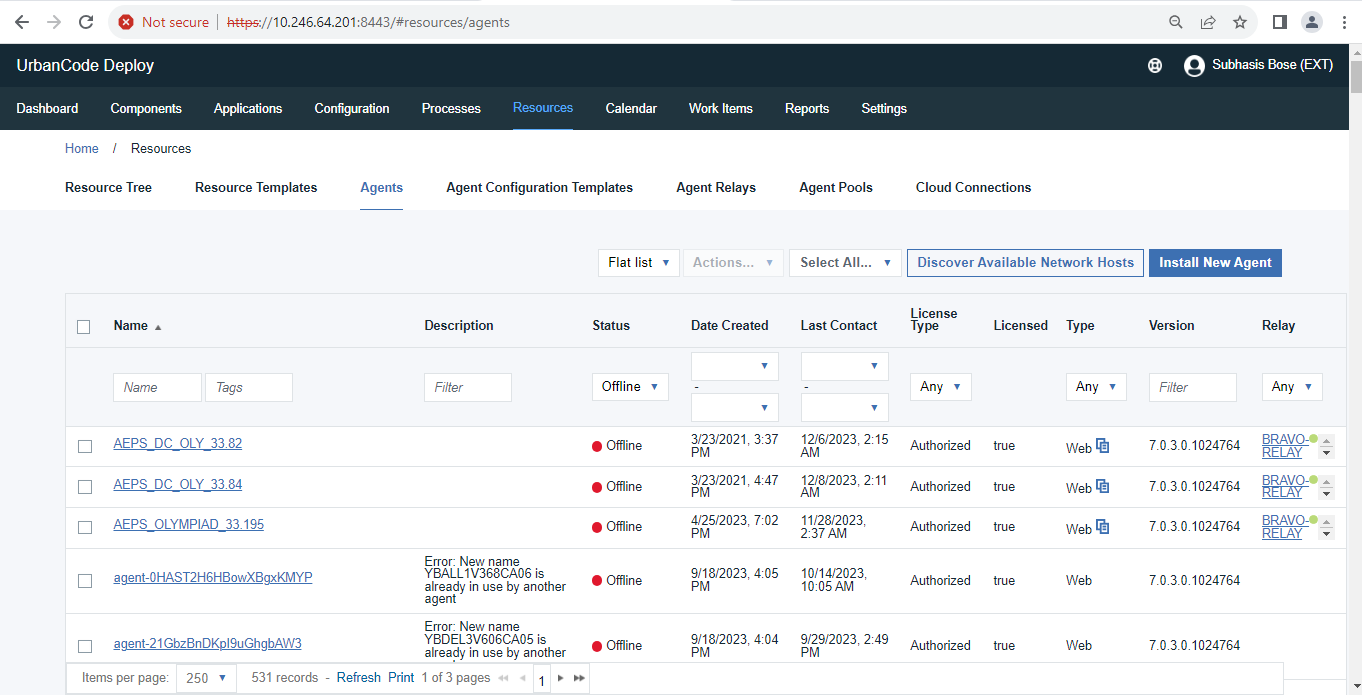 Not secure
https://10.246.64.201:8443/#resources/agents
UrbanCode Deploy
Subhasis Bose (EXT)
Dashboard Components Applications Configuration Processes Resources Calendar Work Items Reports Settings
Home / Resources
Resource Tree Resource Templates Agents Agent Configuration Templates Agent Relays Agent Pools Cloud Connections
Flat list Actions... Select All... Discover Available Network Hosts Install New Agent
Name Description Status Date Created Last Contact License Type Licensed Type Version Relay
Name Tags Filter Offline - - Any Any Filter Any
AEPS_DC_OLY_33.82 Offline 3/23/2021, 3:37 PM 12/6/2023, 2:15 AM Authorized true Web 7.0.3.0.1024764 BRAVO-RELAY
AEPS_DC_OLY_33.84 Offline 3/23/2021, 4:47 PM 12/8/2023, 2:11 AM Authorized true Web 7.0.3.0.1024764 BRAVO-RELAY
AEPS_OLYMPIAD_33.195 Offline 4/25/2023, 7:02 PM 11/28/2023, 2:37 AM Authorized true Web 7.0.3.0.1024764 BRAVO-RELAY
agent-0HAST2H6HBowXBgxKMYP Error: New name YBALL1V368CA06 is already in use by another agent Offline 9/18/2023, 4:05 PM 10/14/2023, 10:05 AM Authorized true Web 7.0.3.0.1024764
agent-21GbzBnDKpI9uGhgbAW3 Error: New name YBDEL3V606CA05 is already in use by another Offline 9/18/2023, 4:04 PM 9/29/2023, 2:49 PM Authorized true Web 7.0.3.0.1024764
Items per page: 250 531 records - Refresh Print 1 of 3 pages 1